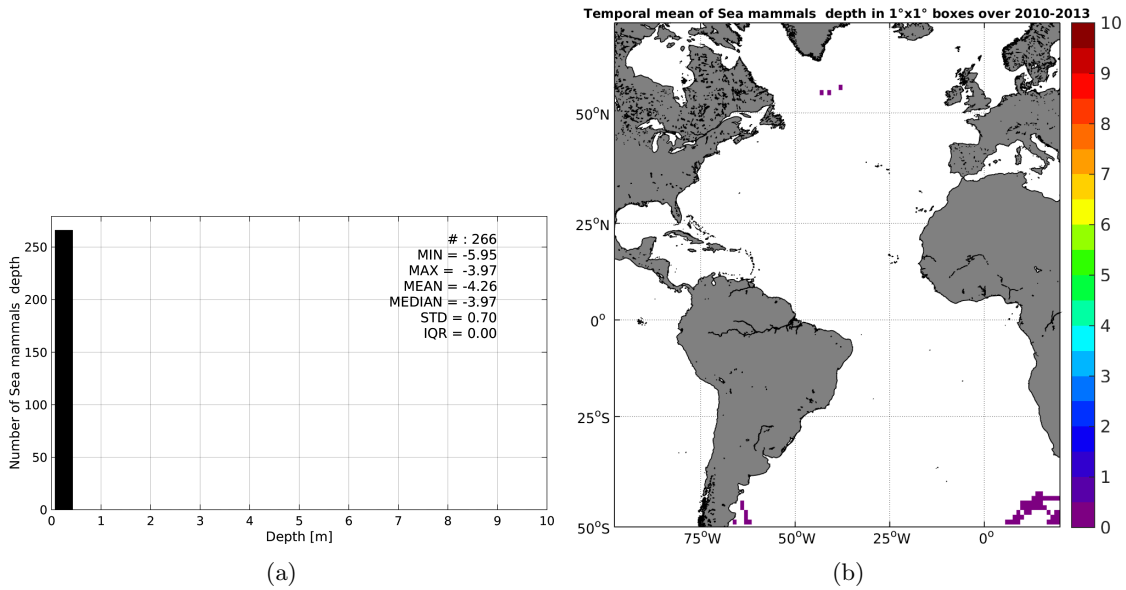 Temporal mean of Sea mammals  depth in 1°x1° boxes over 2010-2013
Number of Sea mammals  depth
250
200
150
100
50
0
# : 266
MIN = -5.95
MAX = -3.97
MEAN = -4.26
MEDIAN = -3.97
STD = 0.70
IQR = 0.00
0 1 2 3 4 5 6 7 8 9 10
Depth [m]
(a)
50°N
25°N
0°
25°S
50°S
75°W 50°W 25°W 0°
10
9
8
7
6
5
4
3
2
1
0
(b)